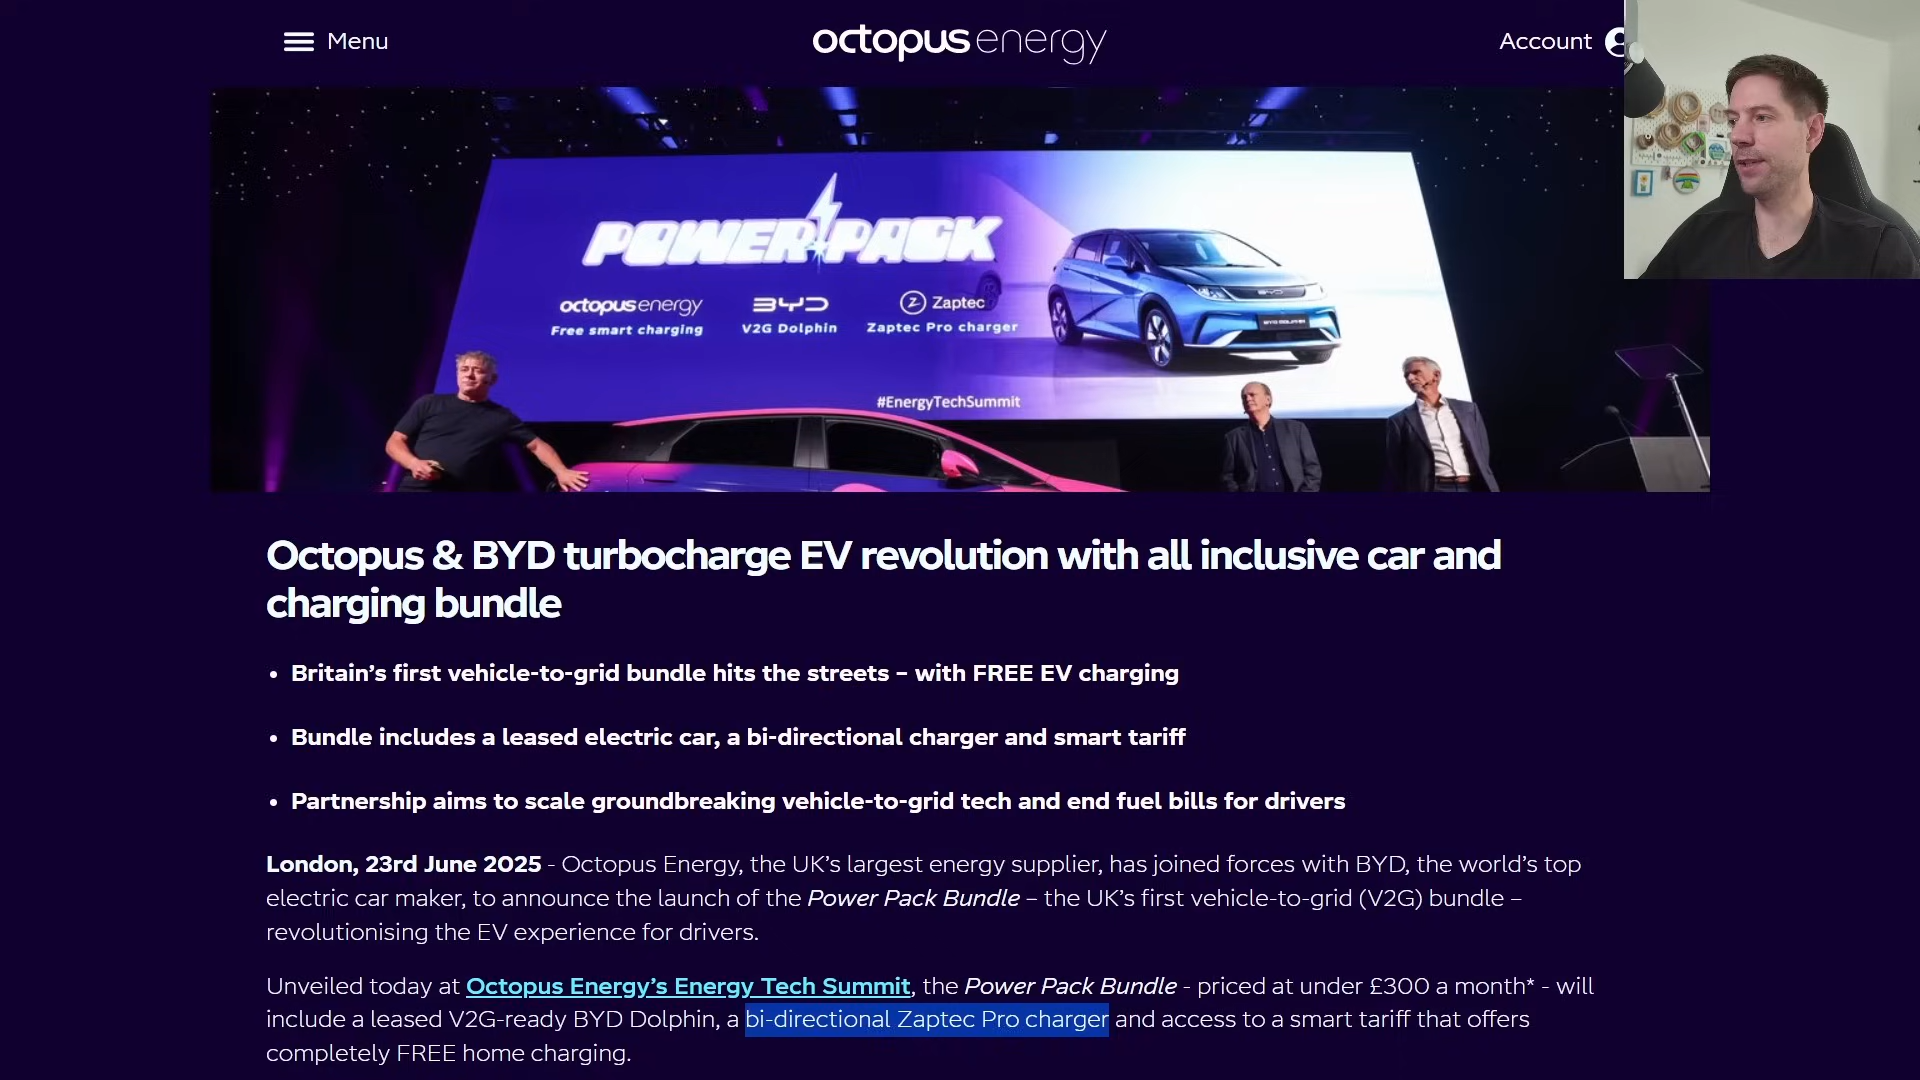 Menu
octopus energy
Account
POWER PACK
octopus energy
Free smart charging
BYD
V2G Dolphin
Zaptec
Zaptec Pro charger
#EnergyTechSummit
Octopus & BYD turbocharge EV revolution with all inclusive car and
charging bundle
• Britain’s first vehicle-to-grid bundle hits the streets – with FREE EV charging
• Bundle includes a leased electric car, a bi-directional charger and smart tariff
• Partnership aims to scale groundbreaking vehicle-to-grid tech and end fuel bills for drivers
London, 23rd June 2025 - Octopus Energy, the UK’s largest energy supplier, has joined forces with BYD, the world’s top
electric car maker, to announce the launch of the Power Pack Bundle – the UK’s first vehicle-to-grid (V2G) bundle –
revolutionising the EV experience for drivers.
Unveiled today at Octopus Energy’s Energy Tech Summit, the Power Pack Bundle - priced at under £300 a month* - will
include a leased V2G-ready BYD Dolphin, a bi-directional Zaptec Pro charger and access to a smart tariff that offers
completely FREE home charging.